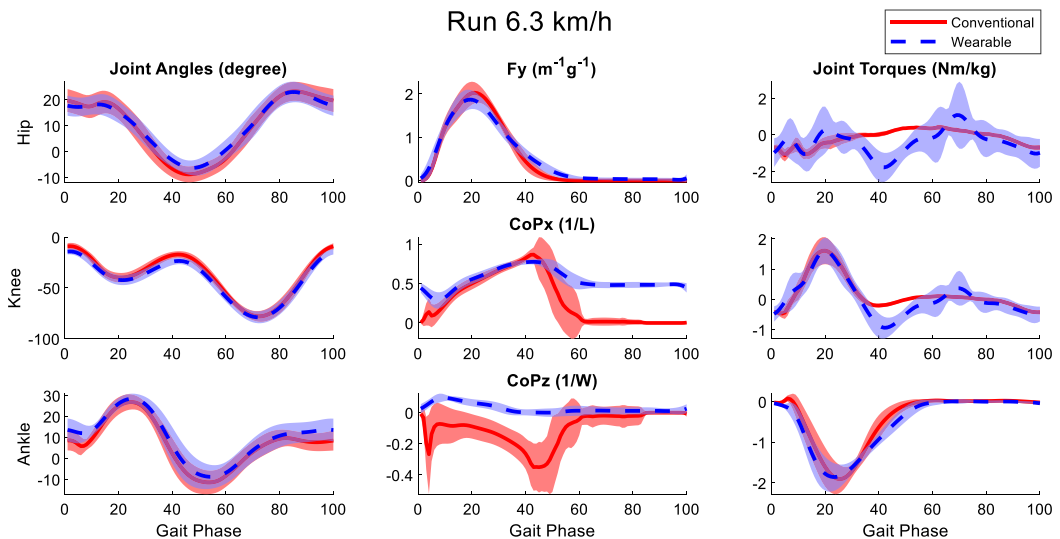 Run 6.3 km/h
Conventional
Wearable
Joint Angles (degree)
Fy (m⁻¹g⁻¹)
Joint Torques (Nm/kg)
Hip
20
10
0
-10
0 20 40 60 80 100
2
1
0
0 20 40 60 80 100
2
0
-2
0 20 40 60 80 100
CoPx (1/L)
Knee
0
-50
-100
0 20 40 60 80 100
1
0.5
0
0 20 40 60 80 100
2
1
0
-1
0 20 40 60 80 100
CoPz (1/W)
Ankle
30
20
10
0
-10
0 20 40 60 80 100
Gait Phase
0
-0.2
-0.4
0 20 40 60 80 100
Gait Phase
0
-1
-2
0 20 40 60 80 100
Gait Phase